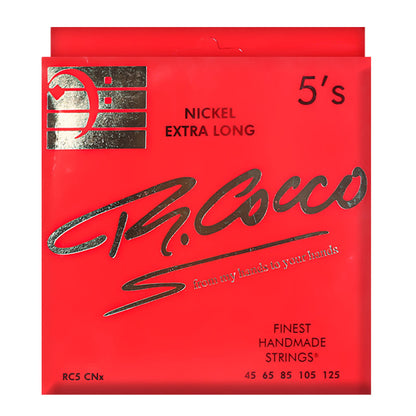 5's
NICKEL
EXTRA LONG
R. Cocco
from my hands to your hands
FINEST
HANDMADE
STRINGS®
RC5 CNx
45 65 85 105 125